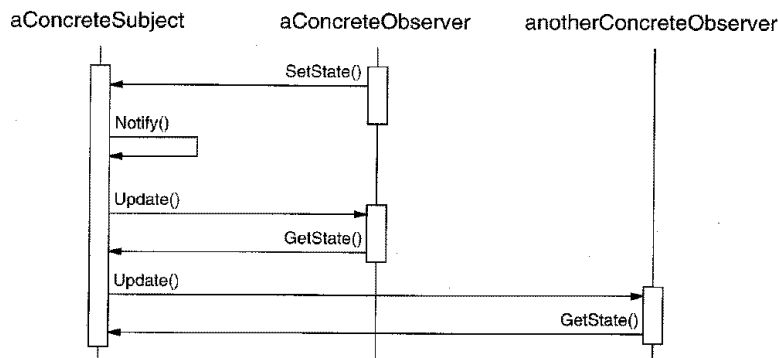 aConcreteSubject aConcreteObserver anotherConcreteObserver
SetState()
Notify()
Update()
GetState()
Update()
GetState()